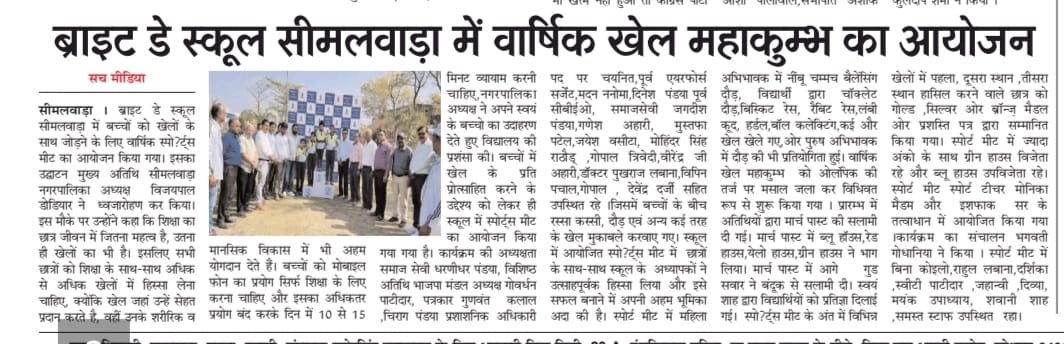 ब्राइट डे स्कूल सीमलवाड़ा में वार्षिक खेल महाकुम्भ का आयोजन
सच मीडिया
सीमलवाड़ा । ब्राइट डे स्कूल
सीमलवाड़ा में बच्चों को खेलों के
साथ जोड़ने के लिए वार्षिक स्पो?र्ट्स
मीट का आयोजन किया गया। इसका
उद्घाटन मुख्य अतिथि सीमलवाड़ा
नगरपालिका अध्यक्ष विजयपाल
डोडियार ने ध्वजारोहण कर किया।
इस मौके पर उन्होंने कहा कि शिक्षा का
छात्र जीवन में जितना महत्व है, उतना
ही खेलों का भी है। इसलिए सभी
छात्रों को शिक्षा के साथ-साथ अधिक
से अधिक खेलों में हिस्सा लेना
चाहिए, क्योंकि खेल जहां उन्हें सेहत
प्रदान करते है, वहीं उनके शरीरिक व
मानसिक विकास में भी अहम
योगदान देते हैं। बच्चों को मोबाइल
फोन का प्रयोग सिर्फ शिक्षा के लिए
करना चाहिए और इसका अधिकतर
प्रयोग बंद करके दिन में 10 से 15
मिनट व्यायाम करनी
चाहिए,नगरपालिका
अध्यक्ष ने अपने स्वयं
के बच्चों का उदाहरण
देते हुए विद्यालय की
प्रशंसा की। बच्चों में
खेल के प्रति
प्रोत्साहित करने के
उद्देश्य को लेकर ही
स्कूल में स्पोर्ट्स मीट
का आयोजन किया
गया गया है। कार्यक्रम की अध्यक्षता
समाज सेवी धरणीधर पंडया, विशिष्ठ
अतिथि भाजपा मंडल अध्यक्ष गोवर्धन
पाटीदार, पत्रकार गुणवंत कलाल
,चिराग पंडया प्रशाशनिक अधिकारी
पद पर चयनित,पूर्व एयरफोर्स
सर्जेंट,मदन ननोमा,दिनेश पंडया पूर्व
सीबीईओ, समाजसेवी जगदीश
पंडया,गणेश अहारी, मुस्तफा
पटेल,जयेश वसीटा, मोहिंदर सिंह
राठौड़ ,गोपाल त्रिवेदी,वीरेंद्र जी
अहारी,डॉक्टर पुखराज लबाना,विपिन
पचाल,गोपाल , देवेंद्र दर्जी सहित
उपस्थित रहे ।जिसमें बच्चों के बीच
रस्सा कस्सी, दौड़ एवं अन्य कई तरह
के खेल मुकाबले करवाए गए। स्कूल
में आयोजित स्पो?र्ट्स मीट में छात्रों
के साथ-साथ स्कूल के अध्यापकों ने
उत्साहपूर्वक हिस्सा लिया और इसे
सफल बनाने में अपनी अहम भूमिका
अदा की है। स्पोर्ट मीट में महिला
अभिभावक में नींबू चम्मच बैलेंसिंग
दौड़, विद्यार्थी द्वारा चॉक्लेट
दौड़,बिस्किट रेस, रैबिट रेस,लंबी
कूद, हर्डल,बॉल कलेक्टिंग,कई और
खेल खेले गए,ओर पुरुष अभिभावक
में दौड़ की भी प्रतियोगिता हुई। वार्षिक
खेल महाकुम्भ को ओलंपिक की
तर्ज पर मसाल जला कर विधिवत
रूप से शुरू किया गया । प्रारम्भ में
अतिथियों द्वारा मार्च पास्ट की सलामी
दी गई। मार्च पास्ट में ब्लू हॉउस,रेड
हाउस,येलो हाउस,ग्रीन हाउस ने भाग
लिया। मार्च पास्ट में आगे गुड
सवार ने बंदूक से सलामी दी। स्वयं
शाह द्वारा विद्यार्थियों को प्रतिज्ञा दिलाई
गई। स्पो?र्ट्स मीट के अंत में विभिन्न
खेलों में पहला, दूसरा स्थान ,तीसरा
स्थान हासिल करने वाले छात्र को
गोल्ड ,सिल्वर ओर ब्रॉन्ज मैडल
ओर प्रशस्ति पत्र द्वारा सम्मानित
किया गया। स्पोर्ट मीट में ज्यादा
अंको के साथ ग्रीन हाउस विजेता
रहे और ब्लू हाउस उपविजेता रहे।
स्पोर्ट मीट स्पोर्ट टीचर मोनिका
मैडम और इशफाक सर के
तत्वाधान में आयोजित किया गया
।कार्यक्रम का संचालन भगवती
गोधानिया ने किया । स्पोर्ट मीट में
बिना कोइलो,राहुल लबाना,दर्शिका
,स्वीटी पाटीदार ,जहान्वी ,दिव्या,
मयंक उपाध्याय, शवानी शाह
,समस्त स्टाफ उपस्थित रहा।